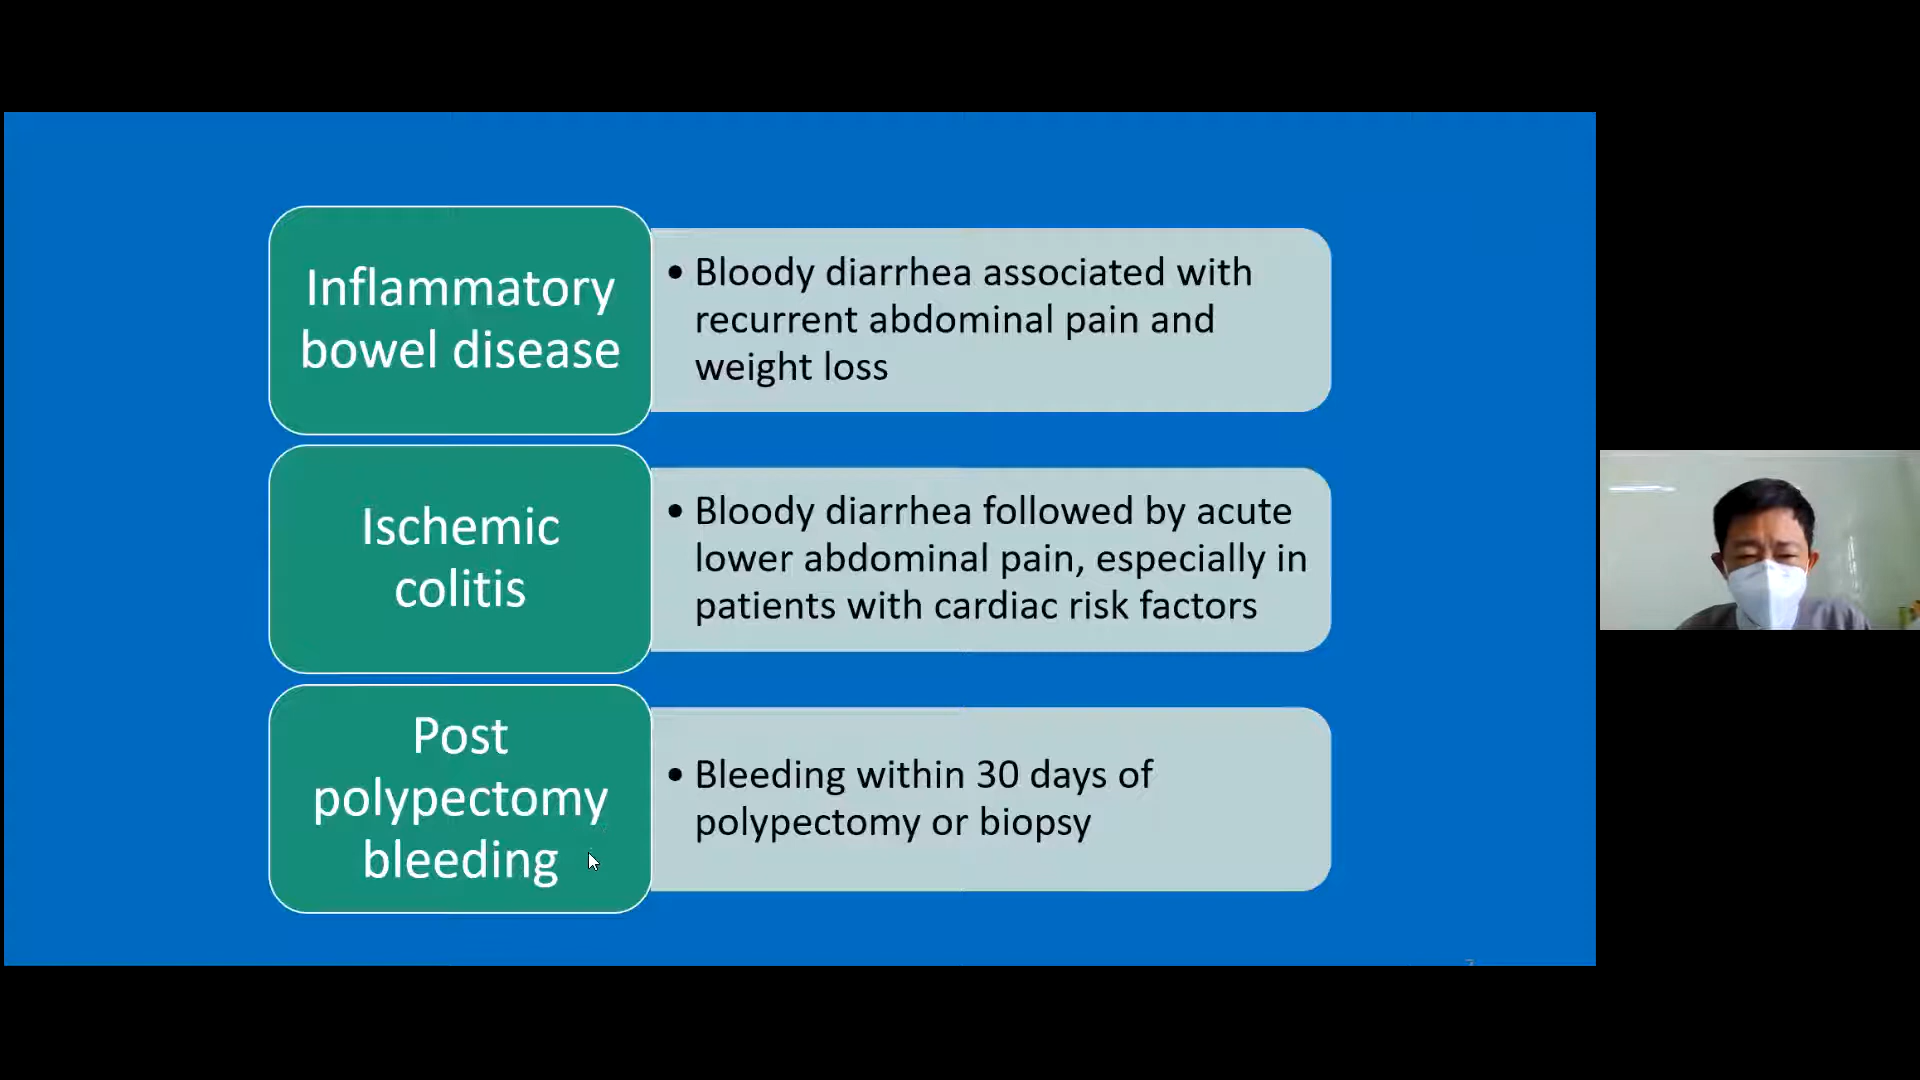 Inflammatory
bowel disease
• Bloody diarrhea associated with
recurrent abdominal pain and
weight loss
Ischemic
colitis
• Bloody diarrhea followed by acute
lower abdominal pain, especially in
patients with cardiac risk factors
Post
polypectomy
bleeding
• Bleeding within 30 days of
polypectomy or biopsy